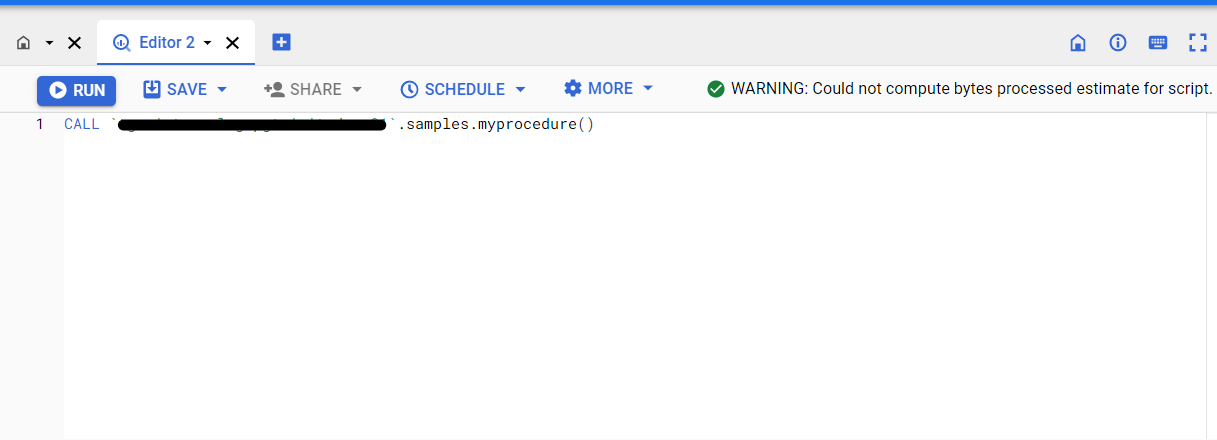 Editor 2
RUN SAVE SHARE SCHEDULE MORE WARNING: Could not compute bytes processed estimate for script.
1 CALL ` `.samples.myprocedure()